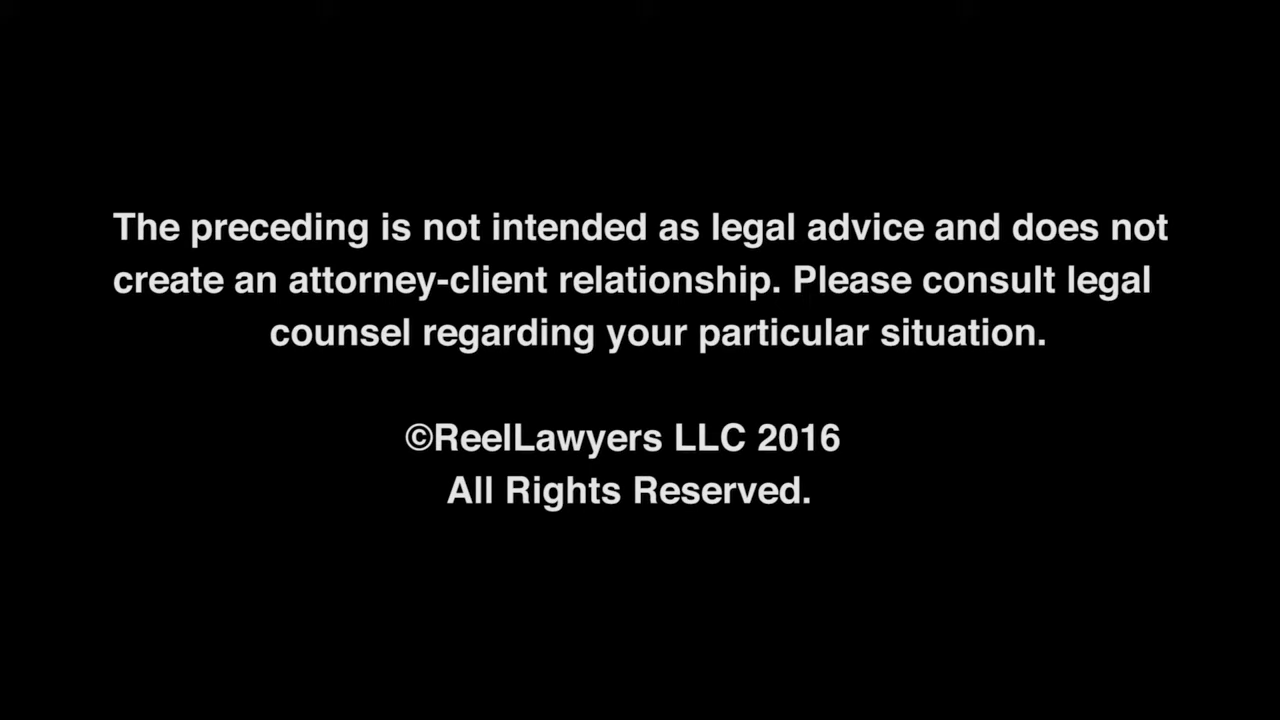 The preceding is not intended as legal advice and does not
create an attorney-client relationship. Please consult legal
counsel regarding your particular situation.
©ReelLawyers LLC 2016
All Rights Reserved.